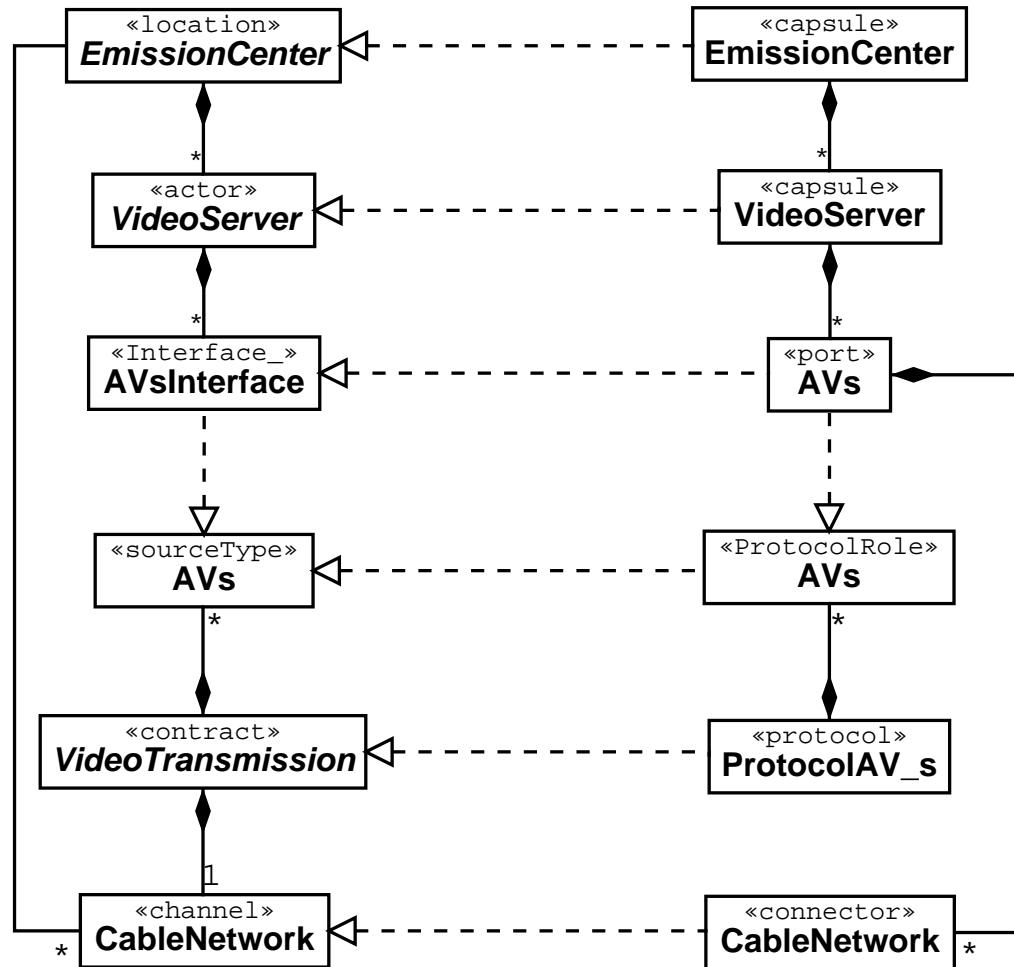 «location»
EmissionCenter
«capsule»
EmissionCenter
*
*
«actor»
VideoServer
«capsule»
VideoServer
*
*
«Interface_»
AVsInterface
«port»
AVs
«sourceType»
AVs
«ProtocolRole»
AVs
*
*
«contract»
VideoTransmission
«protocol»
ProtocolAV_s
1
«channel»
CableNetwork
«connector»
CableNetwork
*
*